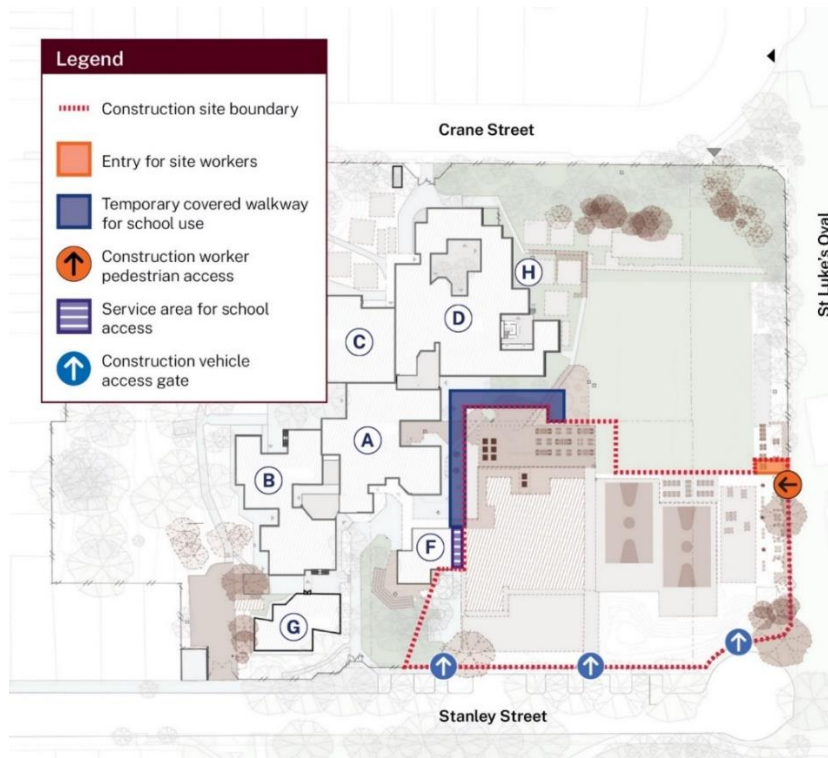 Legend
Construction site boundary
Entry for site workers
Temporary covered walkway
for school use
Construction worker
pedestrian access
Service area for school
access
Construction vehicle
access gate
Crane Street
St Luke's Oval
H
D
C
A
B
F
G
Stanley Street